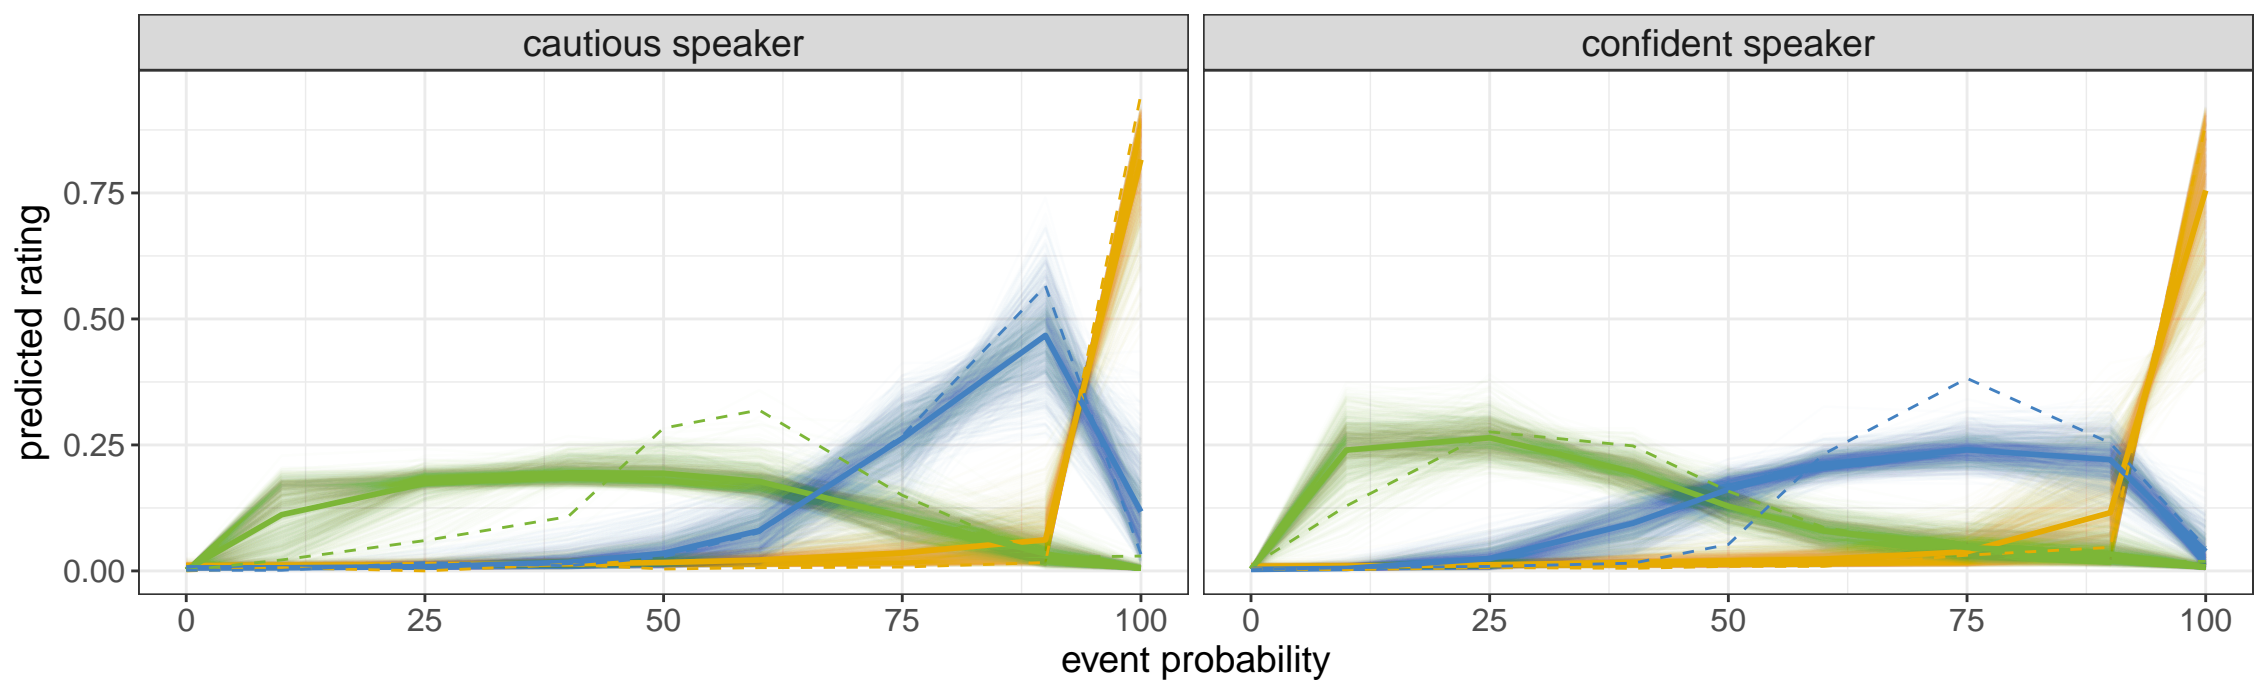 cautious speaker
confident speaker
predicted rating
0.75
0.50
0.25
0.00
0 25 50 75 100
0 25 50 75 100
event probability